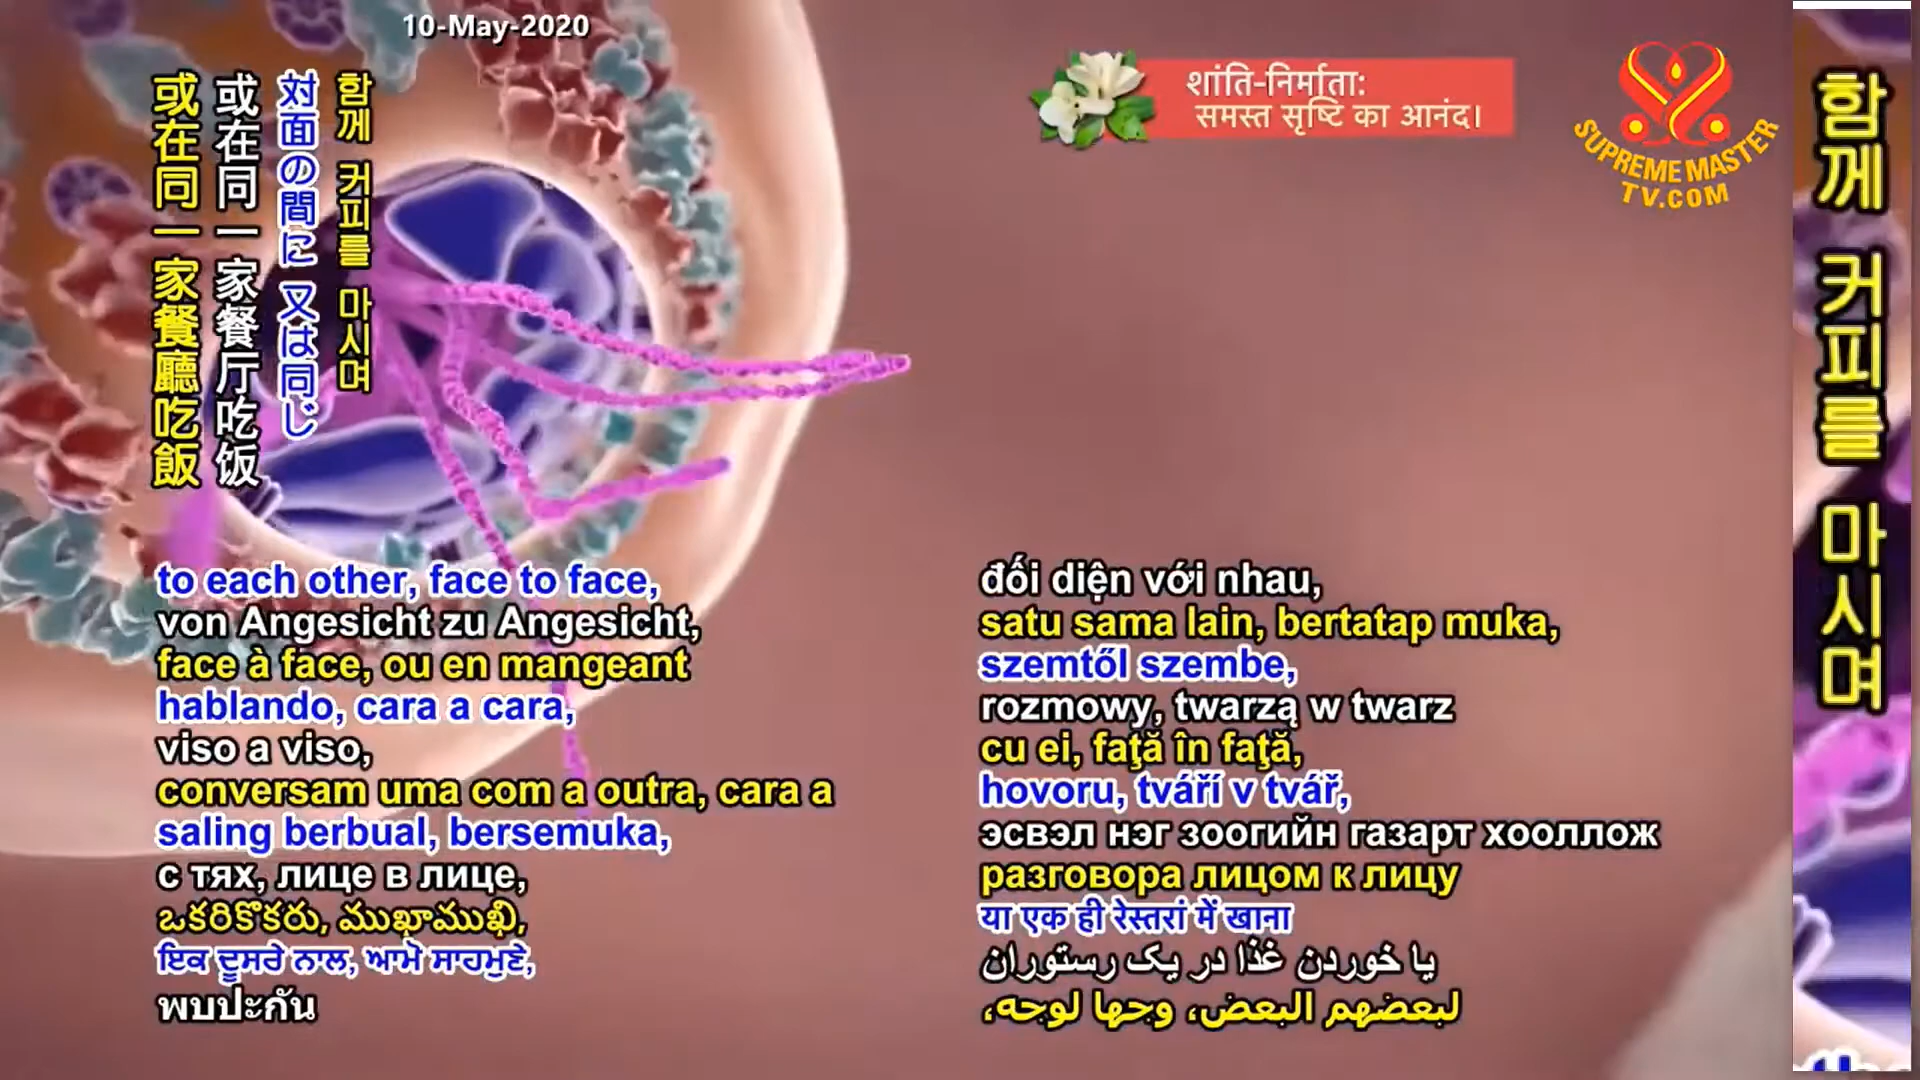 10-May-2020
शांति-निर्माता:
समस्त सृष्टि का आनंद।
SUPREME MASTER
TV.COM
함께 커피를 마시며
対面の間に 又は同じ
或在同一家餐厅吃饭
或在同一家餐廳吃飯
to each other, face to face,
von Angesicht zu Angesicht,
face à face, ou en mangeant
hablando, cara a cara,
viso a viso,
conversam uma com a outra, cara a
saling berbual, bersemuka,
с тях, лице в лице,
ఒకరికొకరు, ముఖాముఖి,
ਇਕ ਦੂਸਰੇ ਨਾਲ, ਆਮੋ ਸਾਹਮੁਣੇ,
พบปะกัน
đối diện với nhau,
satu sama lain, bertatap muka,
szemtől szembe,
rozmowy, twarzą w twarz
cu ei, faţă în faţă,
hovoru, tváří v tvář,
эсвэл нэг зоогийн газарт хооллож
разговора лицом к лицу
या एक ही रेस्तरां में खाना
یا خوردن غذا در یک رستوران
لبعضهم البعض، وجها لوجه،
함께 커피를 마시며